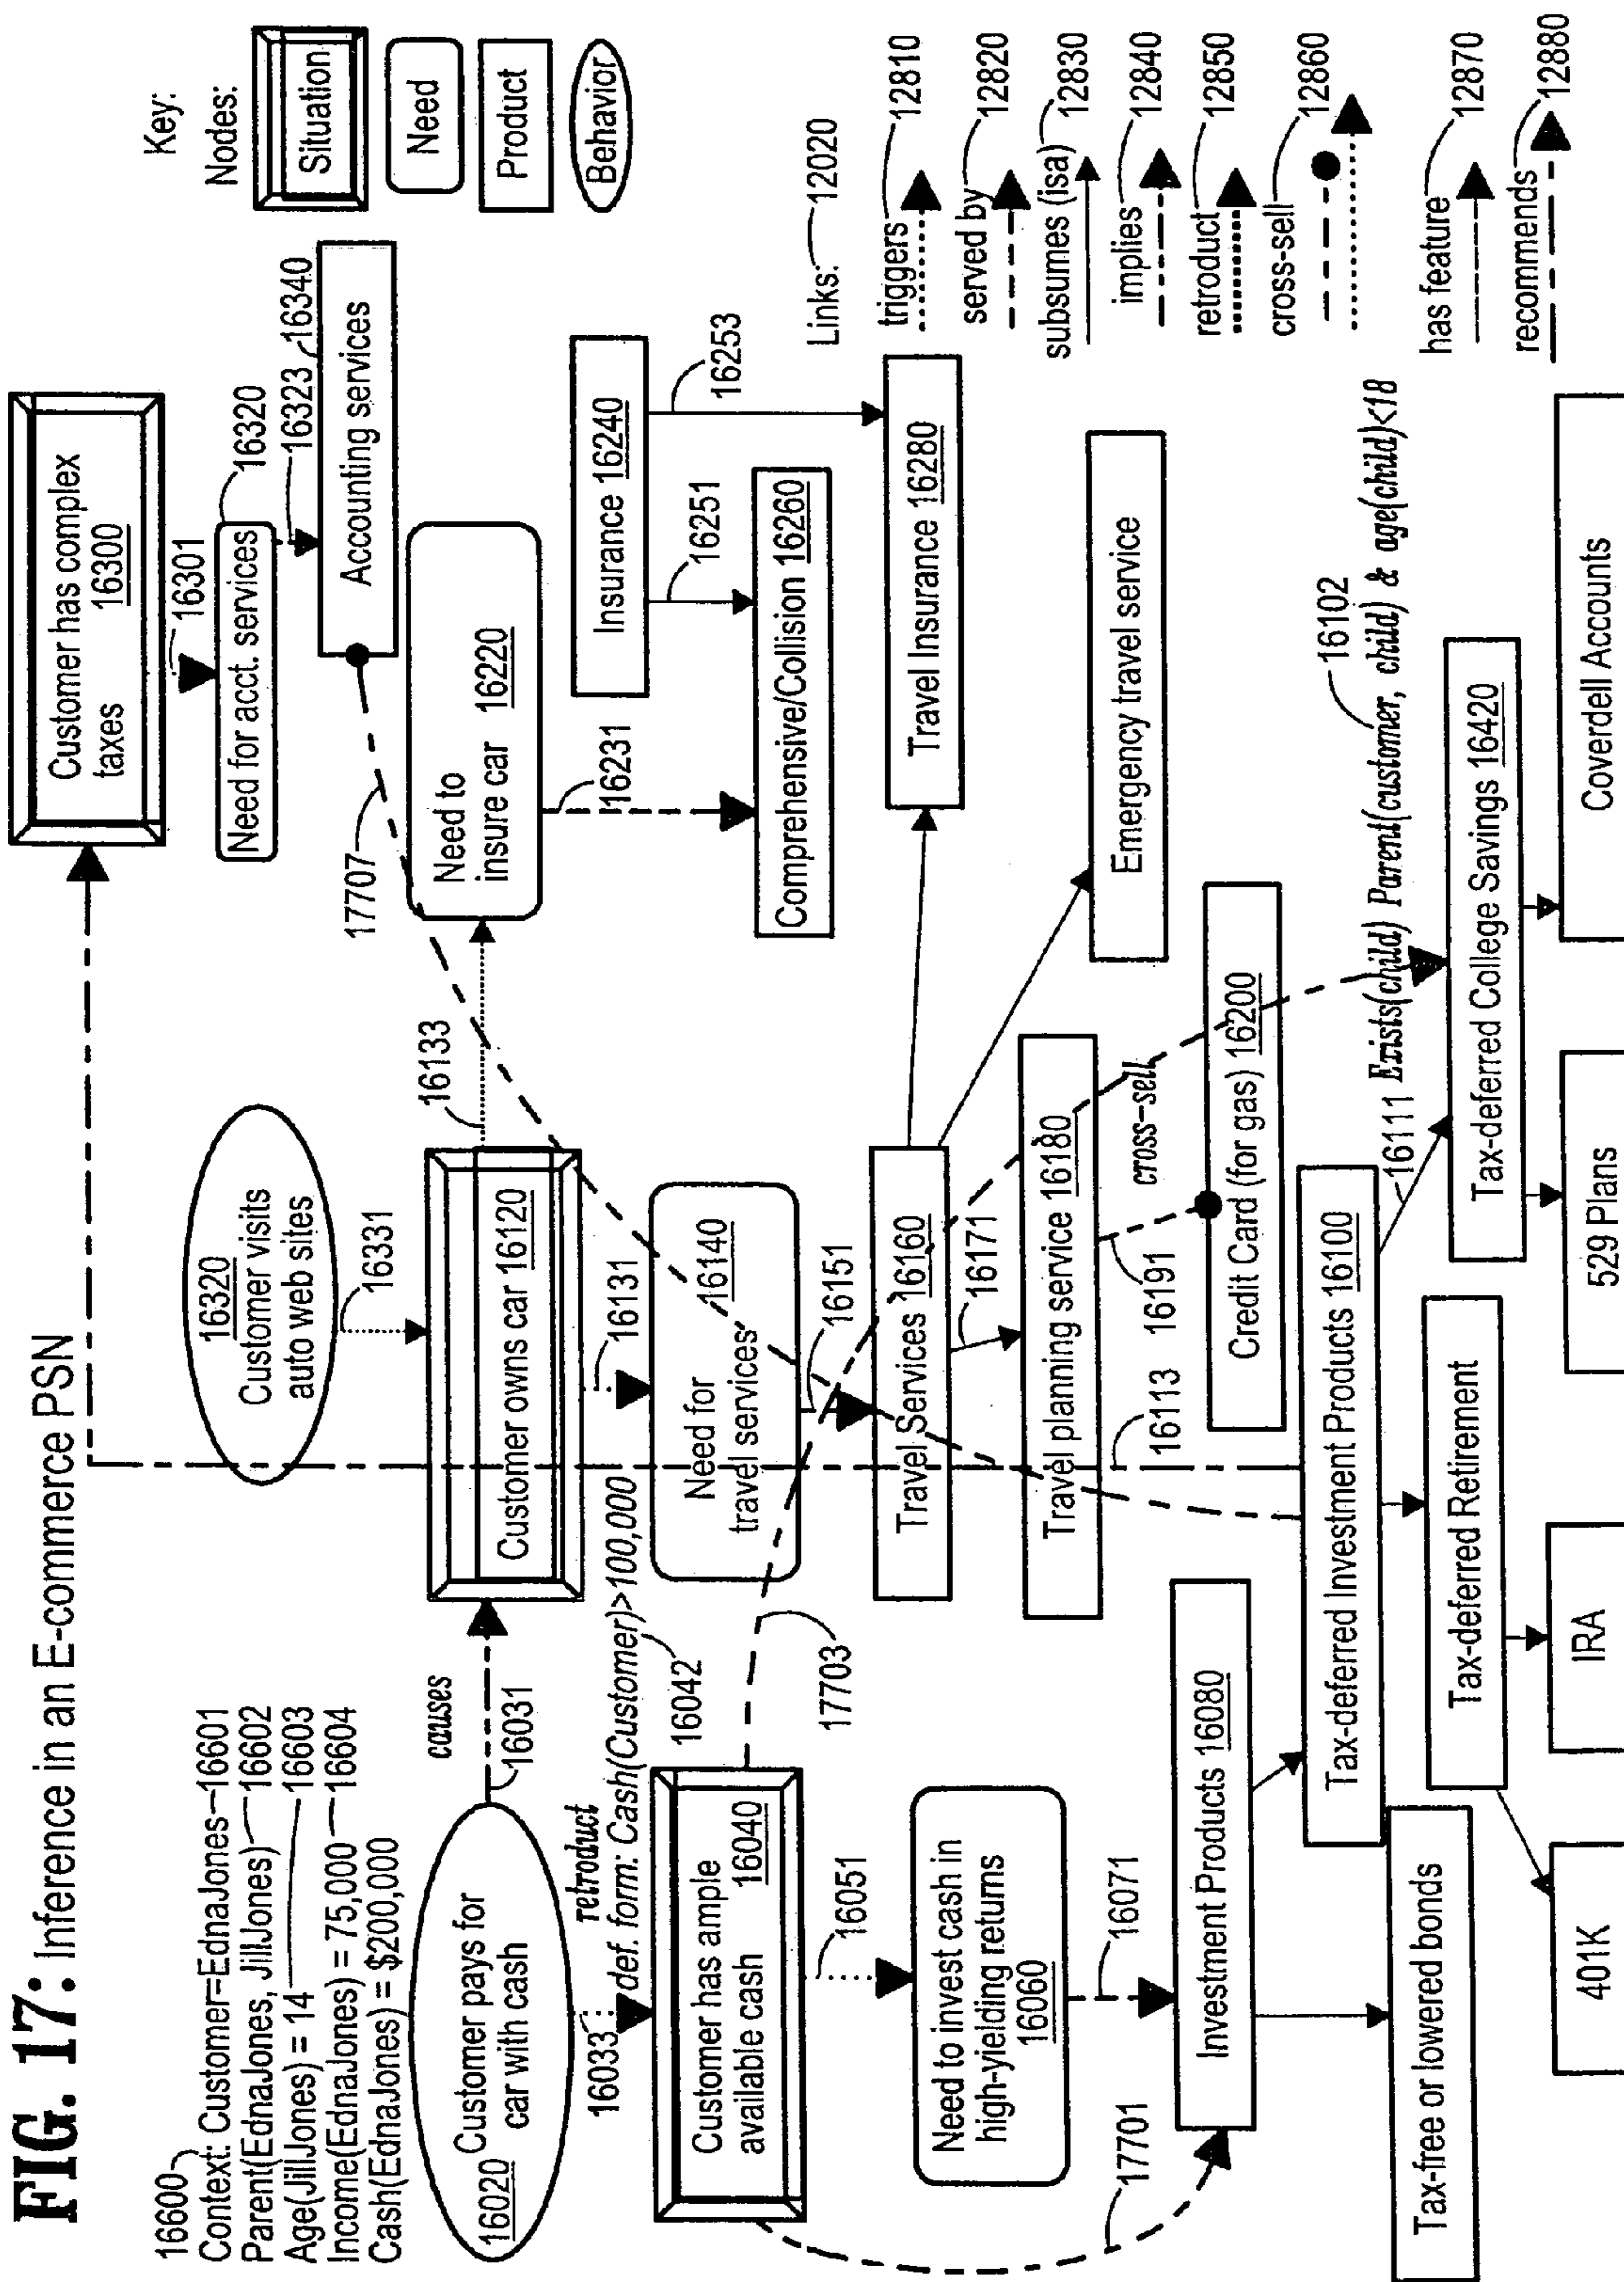 FIG. 17: Inference in an E-commerce PSN
16600
Context: Customer=EdnaJones
16601
Parent(EdnaJones, JillJones)
16602
Age(JillJones) = 14
16603
Income(EdnaJones) = 75,000
16604
Cash(EdnaJones) = $200,000
16020 Customer pays for
car with cash
causes
16031
16033
retroduct
def. form: Cash(Customer)>100,000
16042
Customer has ample
available cash 16040
16051
Need to invest cash in
high-yielding returns
16060
16071
17701
17703
Investment Products 16080
Tax-free or lowered bonds
Tax-deferred Investment Products 16100
Tax-deferred Retirement
401K
IRA
16320
Customer visits
auto web sites
16331
Customer owns car 16120
16131
16133
Need for
travel services
16140
16151
Travel Services 16160
16171
Travel planning service 16180
16191
cross-sell
Credit Card (for gas) 16200
16113
16111
Exists(child) Parent(customer, child) & age(child)<18
16102
Tax-deferred College Savings 16420
529 Plans
Coverdell Accounts
Customer has complex
taxes 16300
16301
Need for acct. services
16320
16323
16340
Accounting services
17707
Need to
insure car 16220
16231
Insurance 16240
16251
16253
Comprehensive/Collision 16260
Travel Insurance 16280
Emergency travel service
Key:
Nodes:
Situation
Need
Product
Behavior
Links: 12020
triggers 12810
served by 12820
subsumes (isa) 12830
implies 12840
retroduct 12850
cross-sell 12860
has feature 12870
recommends 12880